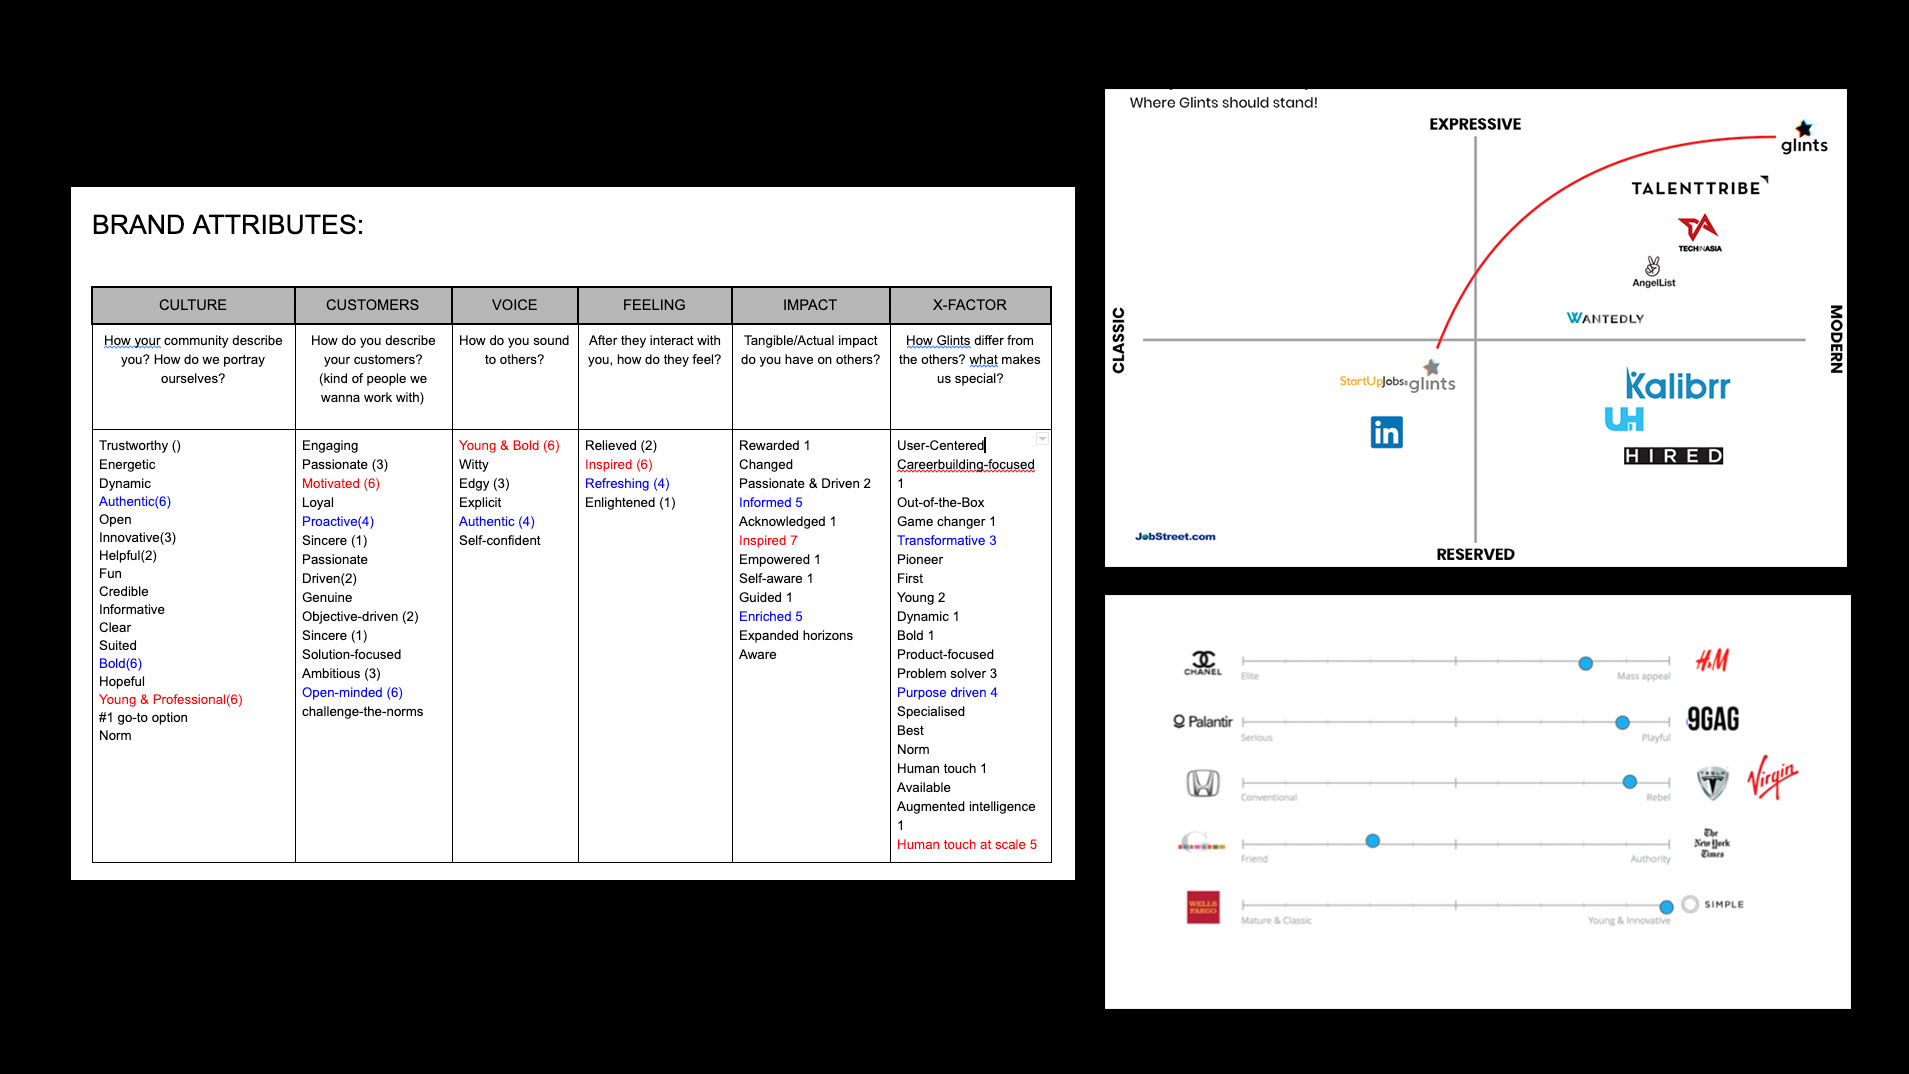 BRAND ATTRIBUTES:
CULTURE
How your community describe
you? How do we portray
ourselves?
Trustworthy ()
Energetic
Dynamic
Authentic(6)
Open
Innovative(3)
Helpful(2)
Fun
Credible
Informative
Clear
Suited
Bold(6)
Hopeful
Young & Professional(6)
#1 go-to option
Norm
CUSTOMERS
How do you describe
your customers?
(kind of people we
wanna work with)
Engaging
Passionate (3)
Motivated (6)
Loyal
Proactive(4)
Sincere (1)
Passionate
Driven(2)
Genuine
Objective-driven (2)
Sincere (1)
Solution-focused
Ambitious (3)
Open-minded (6)
challenge-the-norms
VOICE
How do you sound
to others?
Young & Bold (6)
Witty
Edgy (3)
Explicit
Authentic (4)
Self-confident
FEELING
After they interact with
you, how do they feel?
Relieved (2)
Inspired (6)
Refreshing (4)
Enlightened (1)
IMPACT
Tangible/Actual impact
do you have on others?
Rewarded 1
Changed
Passionate & Driven 2
Informed 5
Acknowledged 1
Inspired 7
Empowered 1
Self-aware 1
Guided 1
Enriched 5
Expanded horizons
Aware
X-FACTOR
How Glints differ from
the others? what makes
us special?
User-Centered
Careerbuilding-focused
1
Out-of-the-Box
Game changer 1
Transformative 3
Pioneer
First
Young 2
Dynamic 1
Bold 1
Product-focused
Problem solver 3
Purpose driven 4
Specialised
Best
Norm
Human touch 1
Available
Augmented intelligence
1
Human touch at scale 5
Where Glints should stand!
EXPRESSIVE
glints
TALENTTRIBE
TECHINASIA
AngelList
WANTEDLY
CLASSIC
MODERN
StartUpJobs
glints
Kalibrr
in
UH
HIRED
JobStreet.com
RESERVED
CHANEL
Elite
Mass appeal
H&M
Palantir
Serious
Playful
9GAG
Conventional
Rebel
TESLA
Virgin
Friend
Authority
The
New York
Times
WELLS
FARGO
Mature & Classic
Young & Innovative
SIMPLE